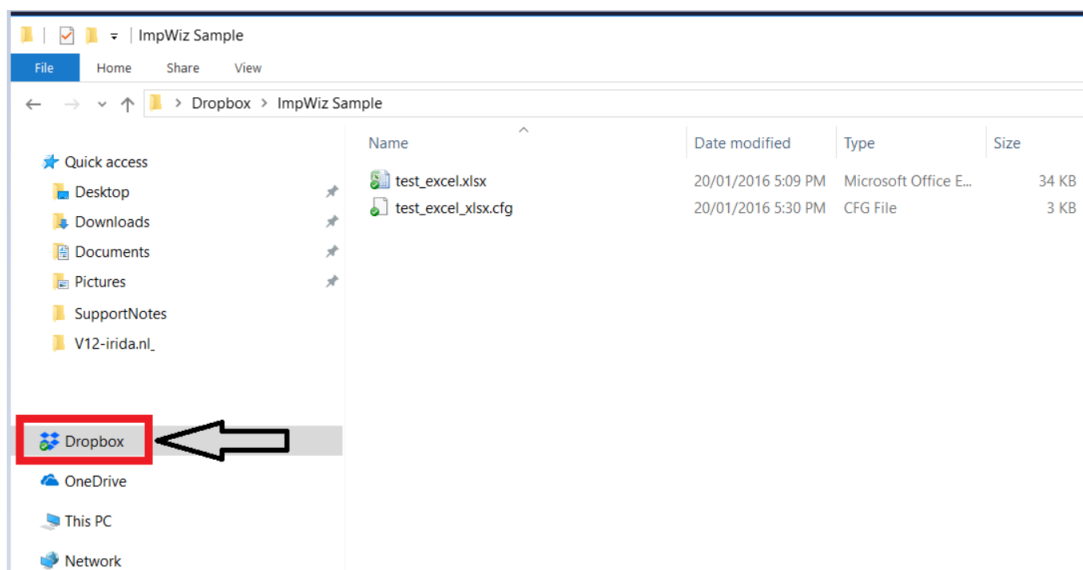 ImpWiz Sample
File Home Share View
Dropbox > ImpWiz Sample
Name Date modified Type Size
Quick access
Desktop
Downloads
Documents
Pictures
SupportNotes
V12-irida.nl_
Dropbox
OneDrive
This PC
Network
test_excel.xlsx 20/01/2016 5:09 PM Microsoft Office E... 34 KB
test_excel_xlsx.cfg 20/01/2016 5:30 PM CFG File 3 KB